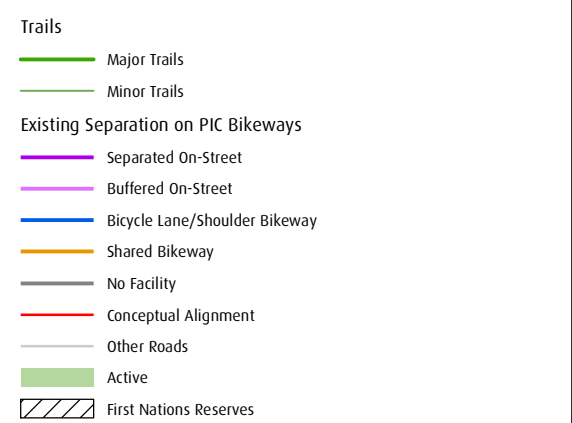 Trails
Major Trails
Minor Trails
Existing Separation on PIC Bikeways
Separated On-Street
Buffered On-Street
Bicycle Lane/Shoulder Bikeway
Shared Bikeway
No Facility
Conceptual Alignment
Other Roads
Active
First Nations Reserves